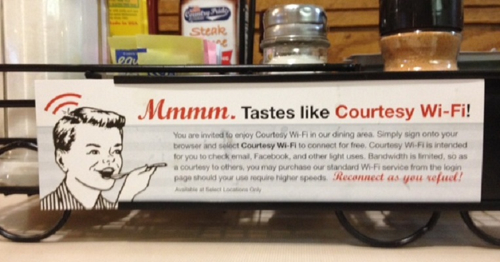 Country Pride
Steak
Mmmm. Tastes like Courtesy Wi-Fi!
You are invited to enjoy Courtesy Wi-Fi in our dining area. Simply sign onto your
browser and select Courtesy Wi-Fi to connect for free. Courtesy Wi-Fi is intended
for you to check email, Facebook, and other light uses. Bandwidth is limited, so as
a courtesy to others, you may purchase our standard Wi-Fi service from the login
page should your use require higher speeds. Reconnect as you refuel!
Available at Select Locations Only